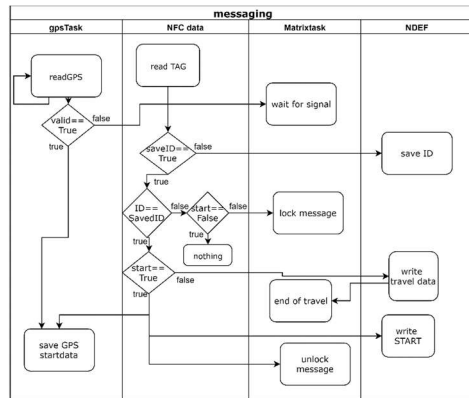 messaging
gpsTask
NFC data
Matrixtask
NDEF
readGPS
read TAG
wait for signal
valid==
True
false
true
saveID==
True
false
true
save ID
ID==
SavedID
false
true
start==
False
false
true
lock message
nothing
start==
True
false
true
write
travel data
end of travel
save GPS
startdata
write
START
unlock
message